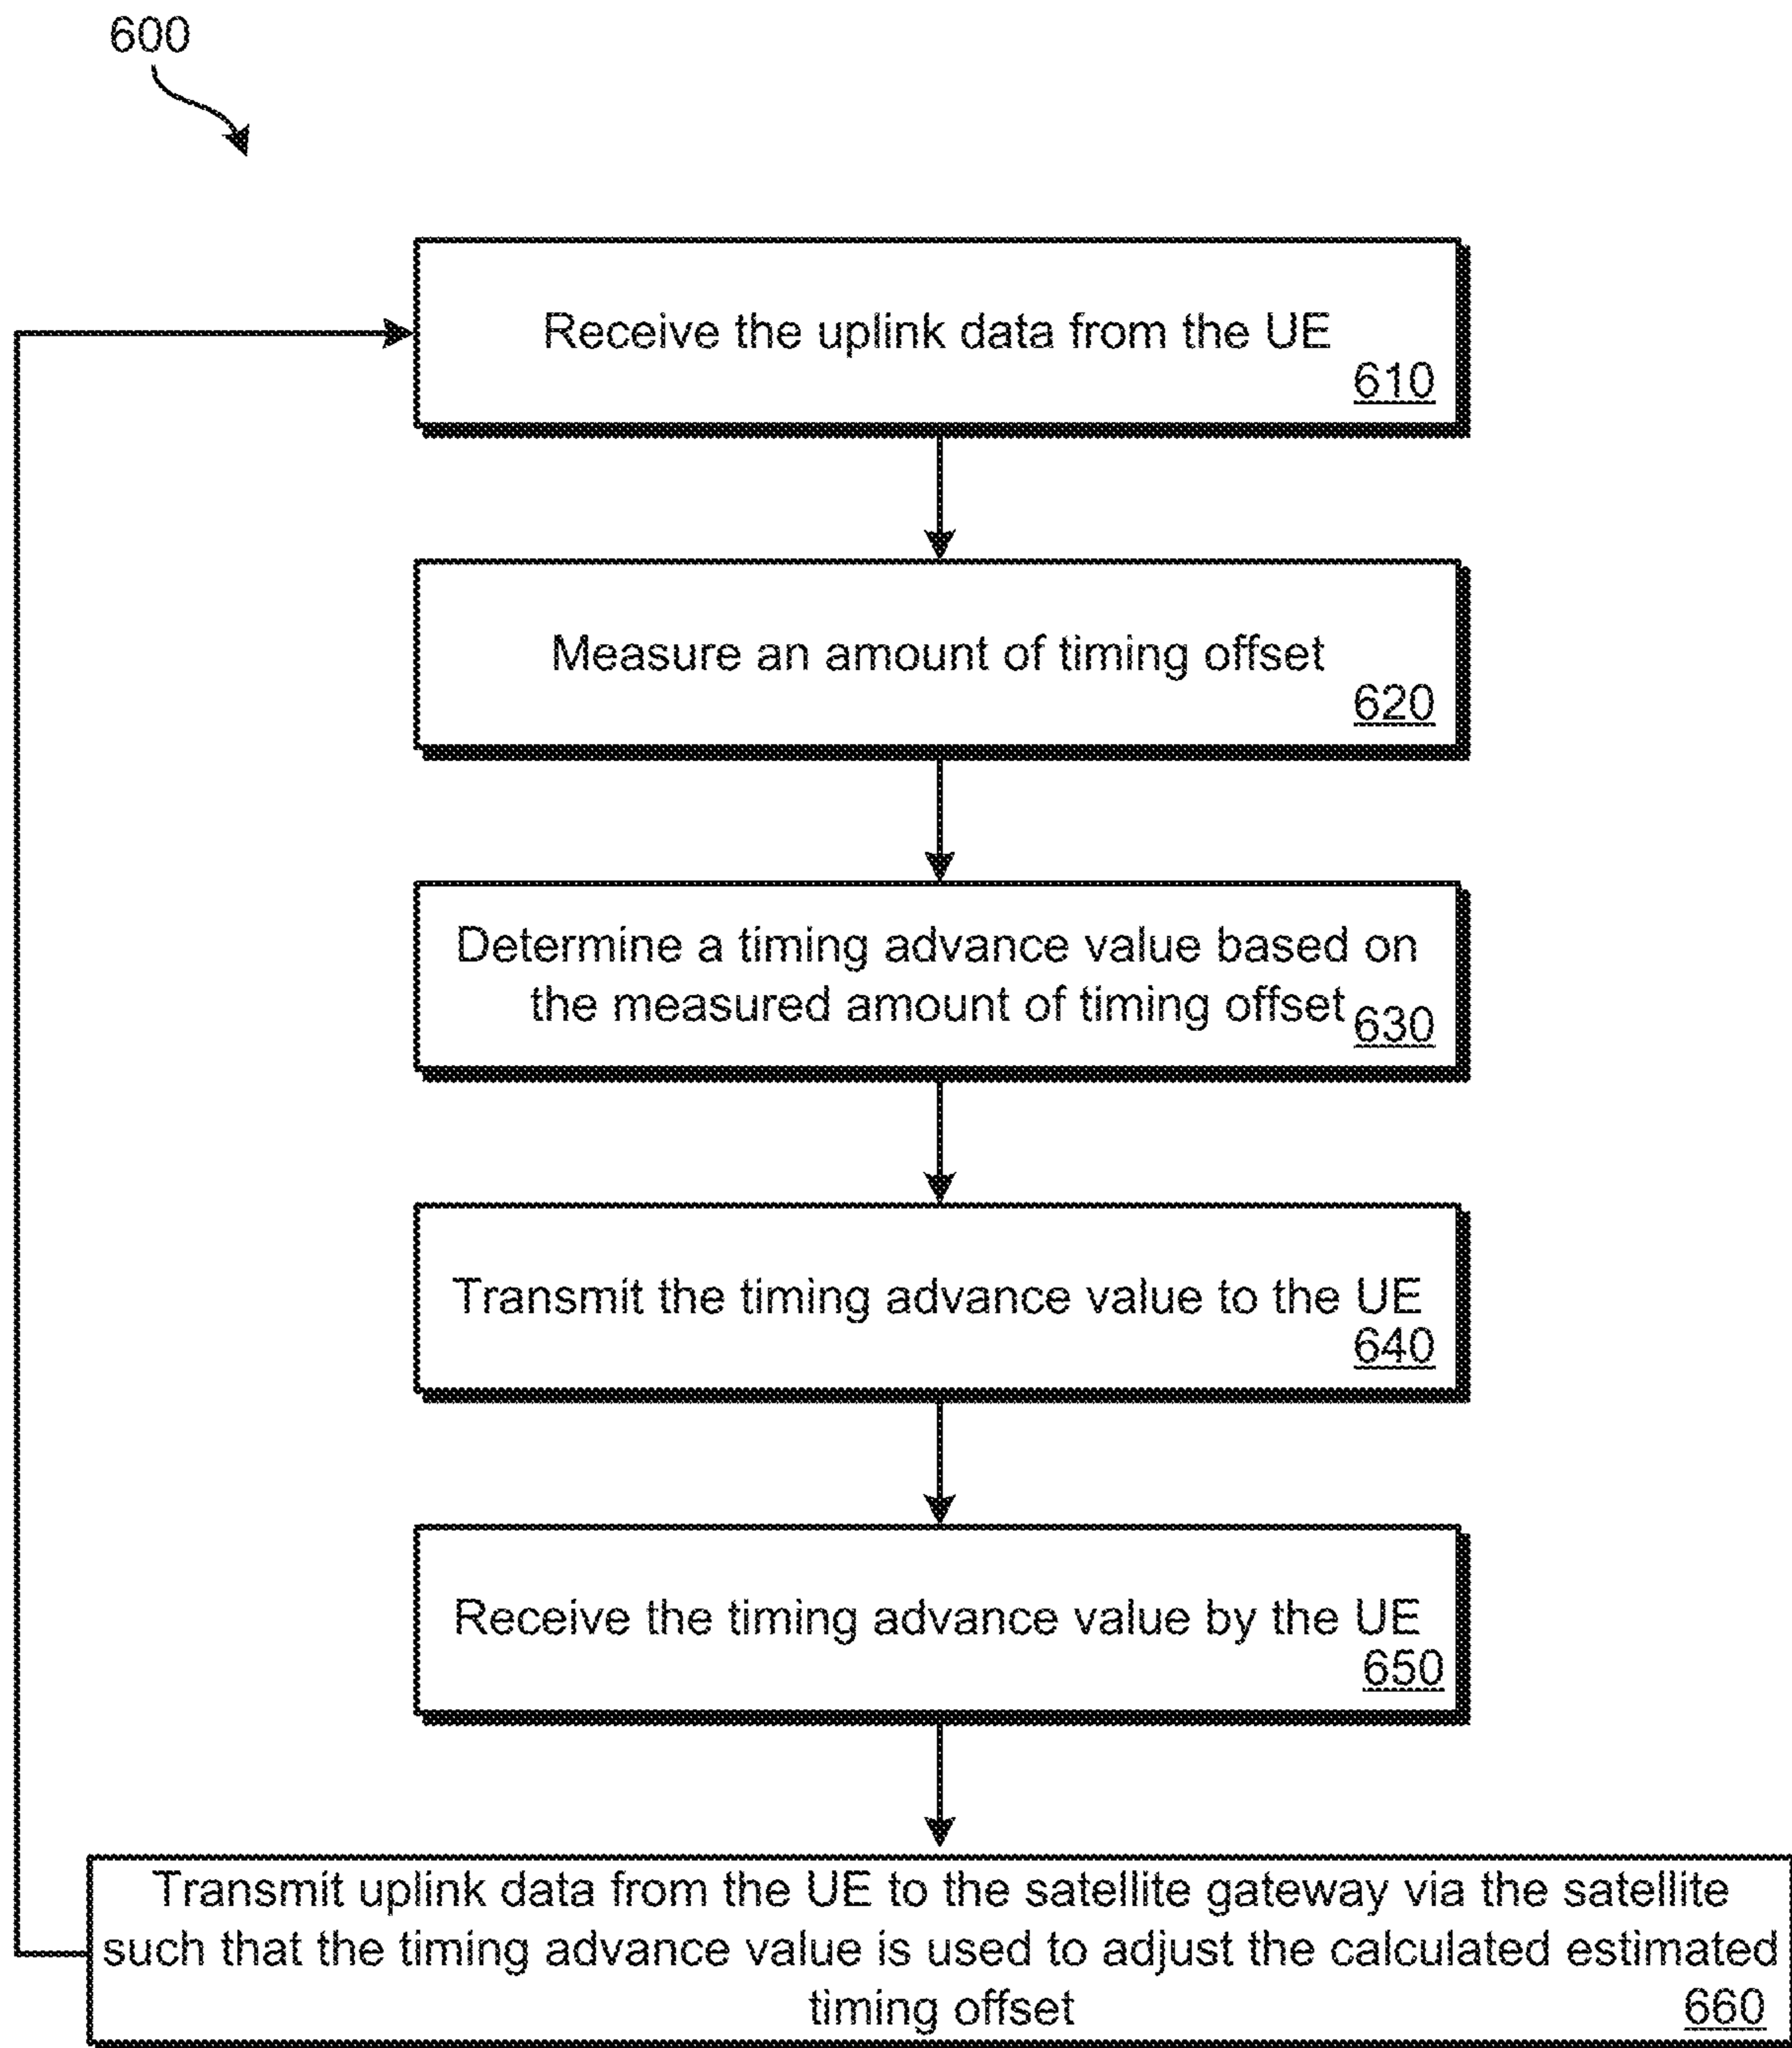 600
Receive the uplink data from the UE
610
Measure an amount of timing offset
620
Determine a timing advance value based on
the measured amount of timing offset
630
Transmit the timing advance value to the UE
640
Receive the timing advance value by the UE
650
Transmit uplink data from the UE to the satellite gateway via the satellite
such that the timing advance value is used to adjust the calculated estimated
timing offset
660